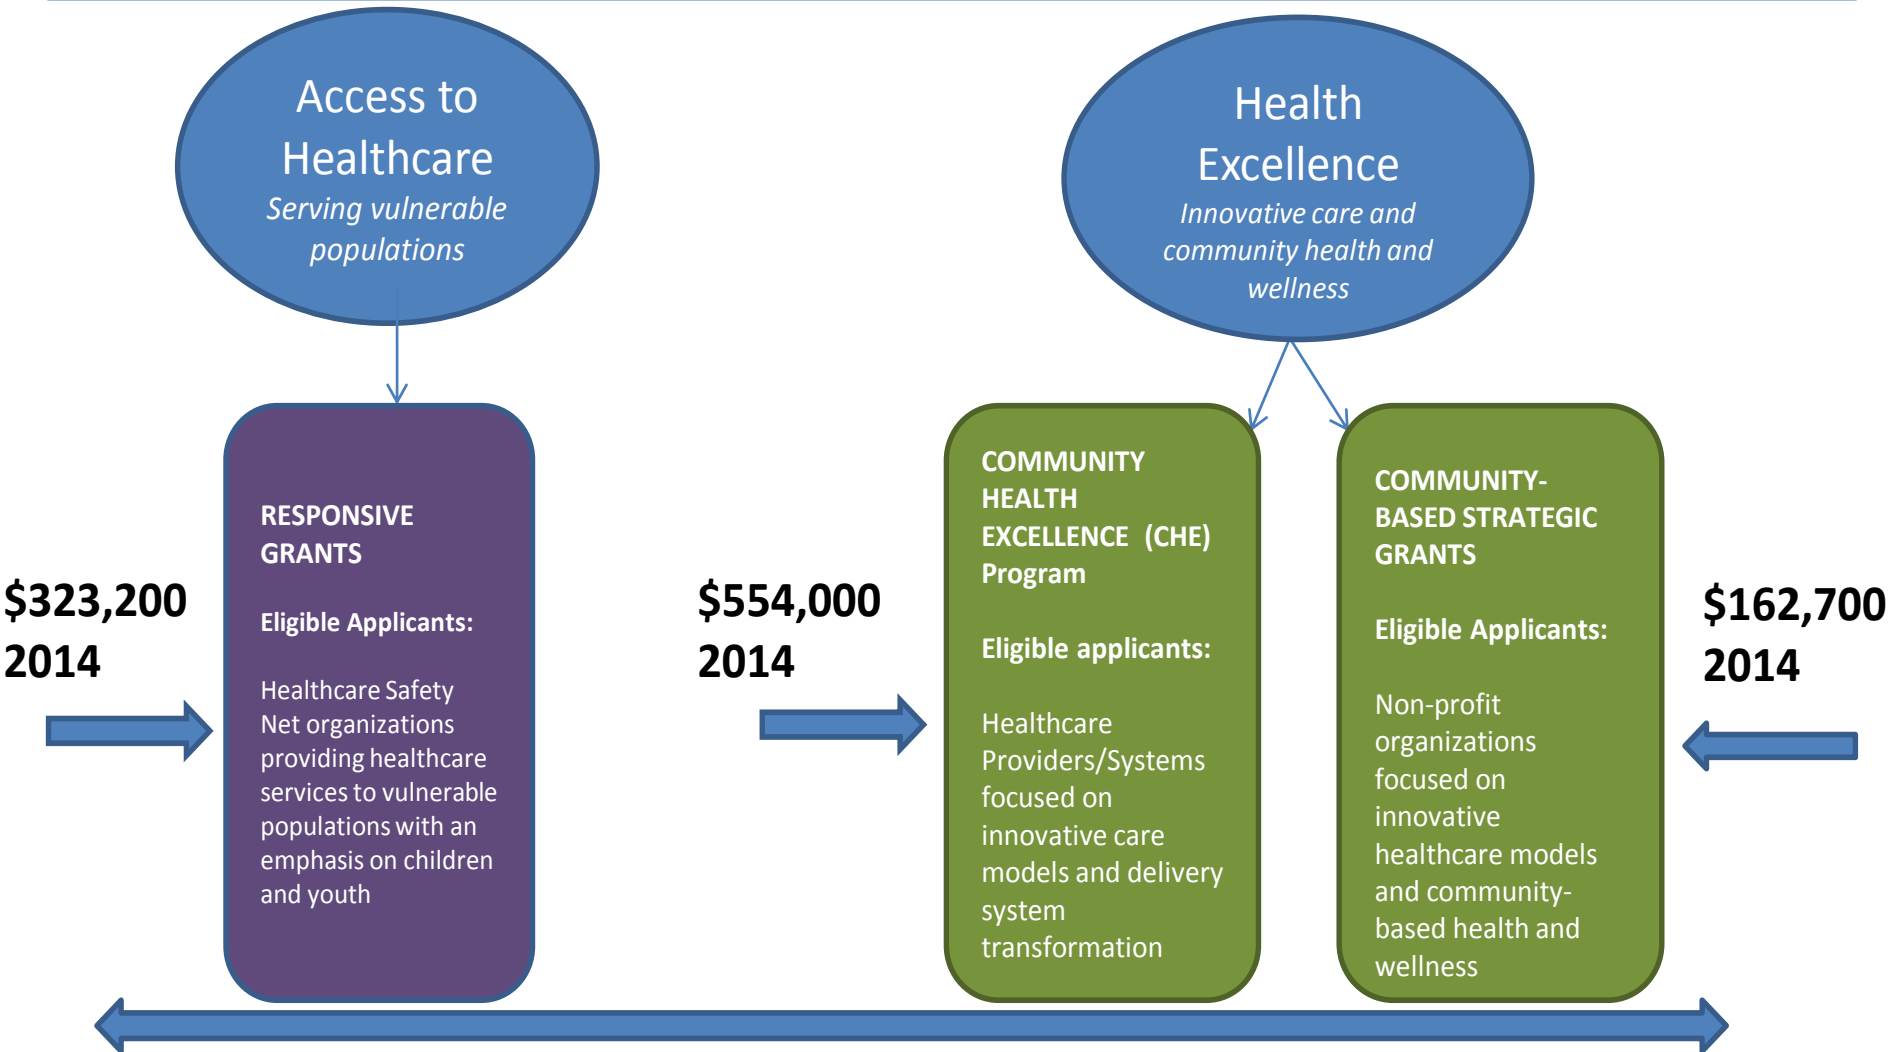 Access to
Healthcare
Serving vulnerable
populations
Health
Excellence
Innovative care and
community health and
wellness
$323,200
2014
RESPONSIVE
GRANTS
Eligible Applicants:
Healthcare Safety
Net organizations
providing healthcare
services to vulnerable
populations with an
emphasis on children
and youth
$554,000
2014
COMMUNITY
HEALTH
EXCELLENCE (CHE)
Program
Eligible applicants:
Healthcare
Providers/Systems
focused on
innovative care
models and delivery
system
transformation
COMMUNITY-
BASED STRATEGIC
GRANTS
Eligible Applicants:
Non-profit
organizations
focused on
innovative
healthcare models
and community-
based health and
wellness
$162,700
2014